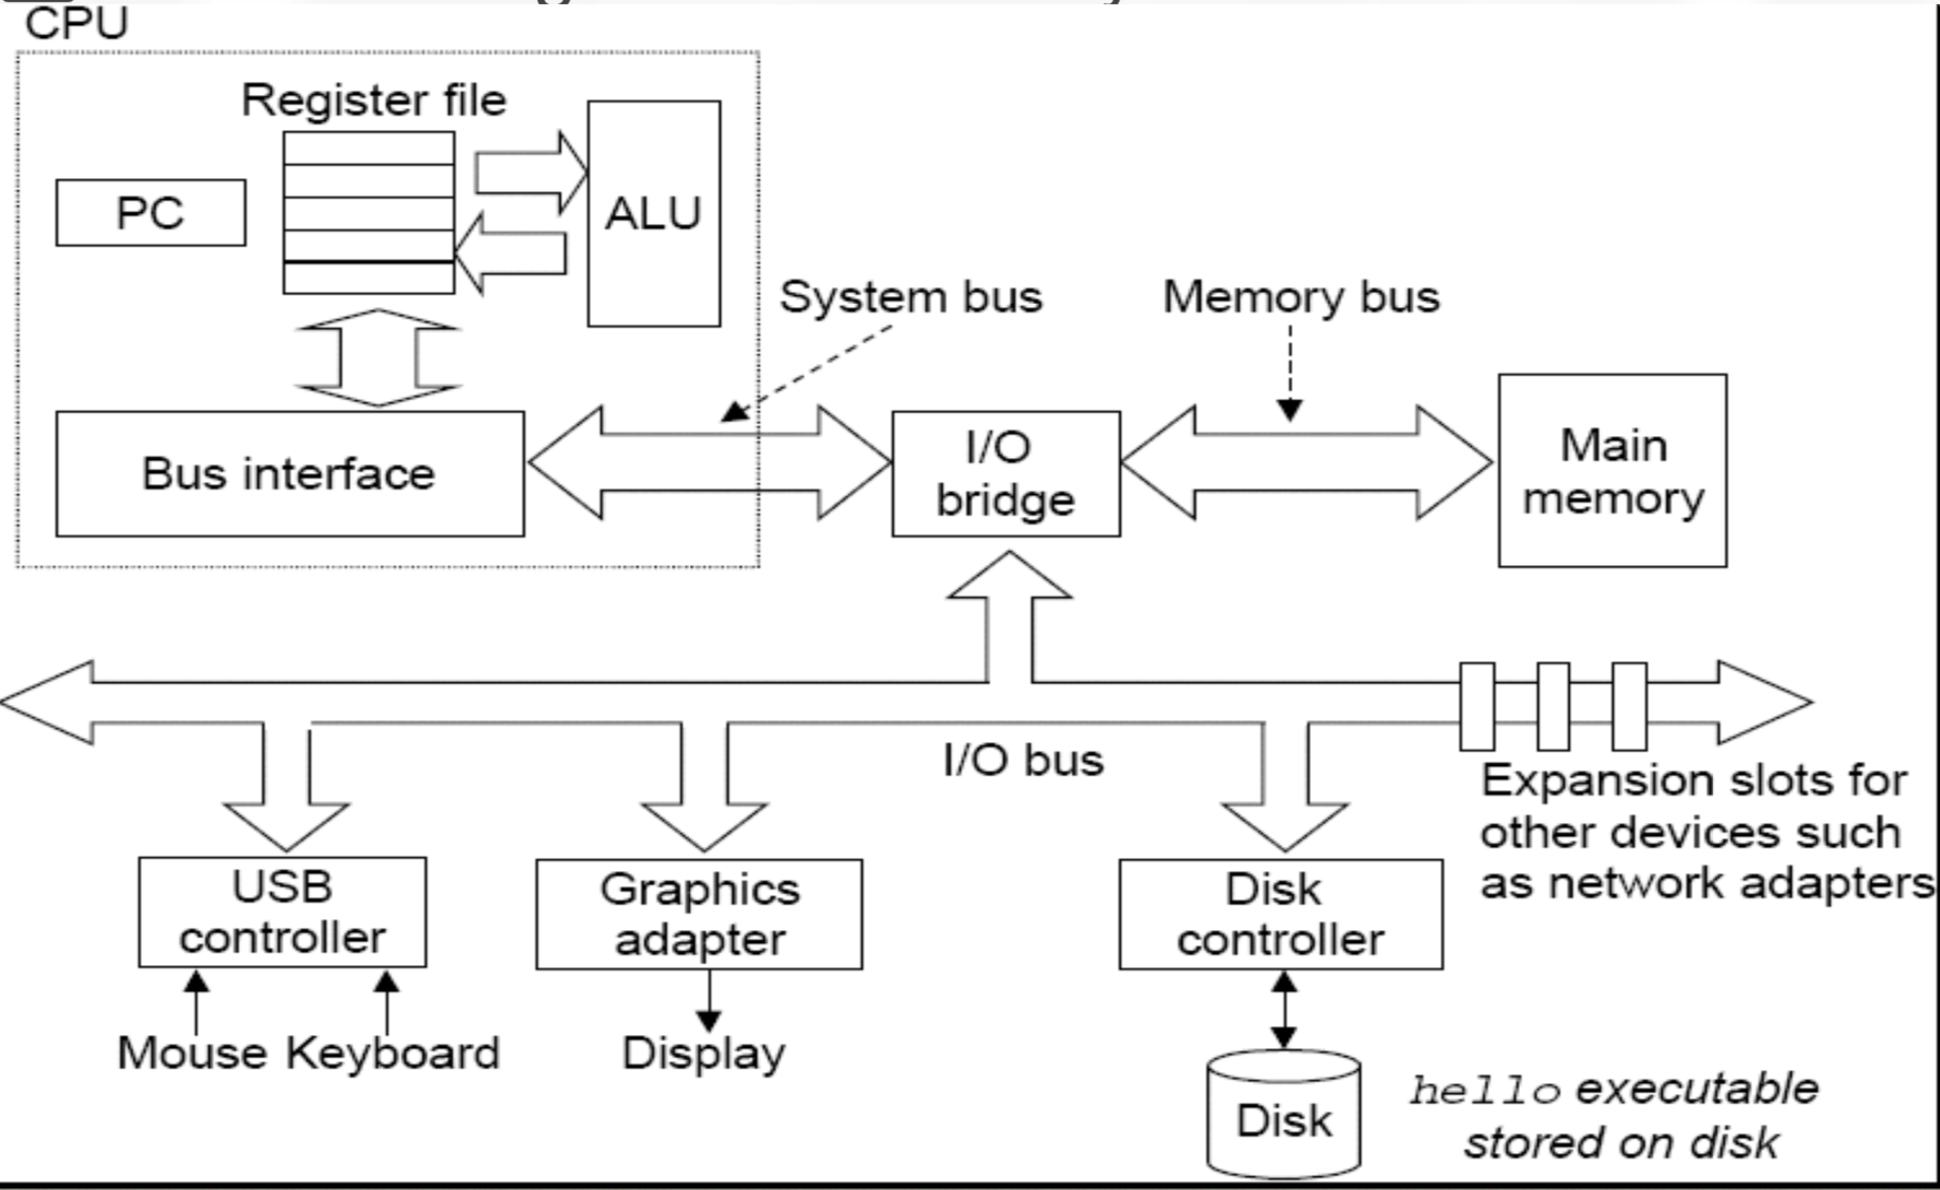 CPU
Register file
PC
ALU
System bus
Memory bus
Bus interface
I/O
bridge
Main
memory
I/O bus
Expansion slots for
other devices such
as network adapters
USB
controller
Graphics
adapter
Disk
controller
Mouse Keyboard
Display
Disk
hello executable
stored on disk